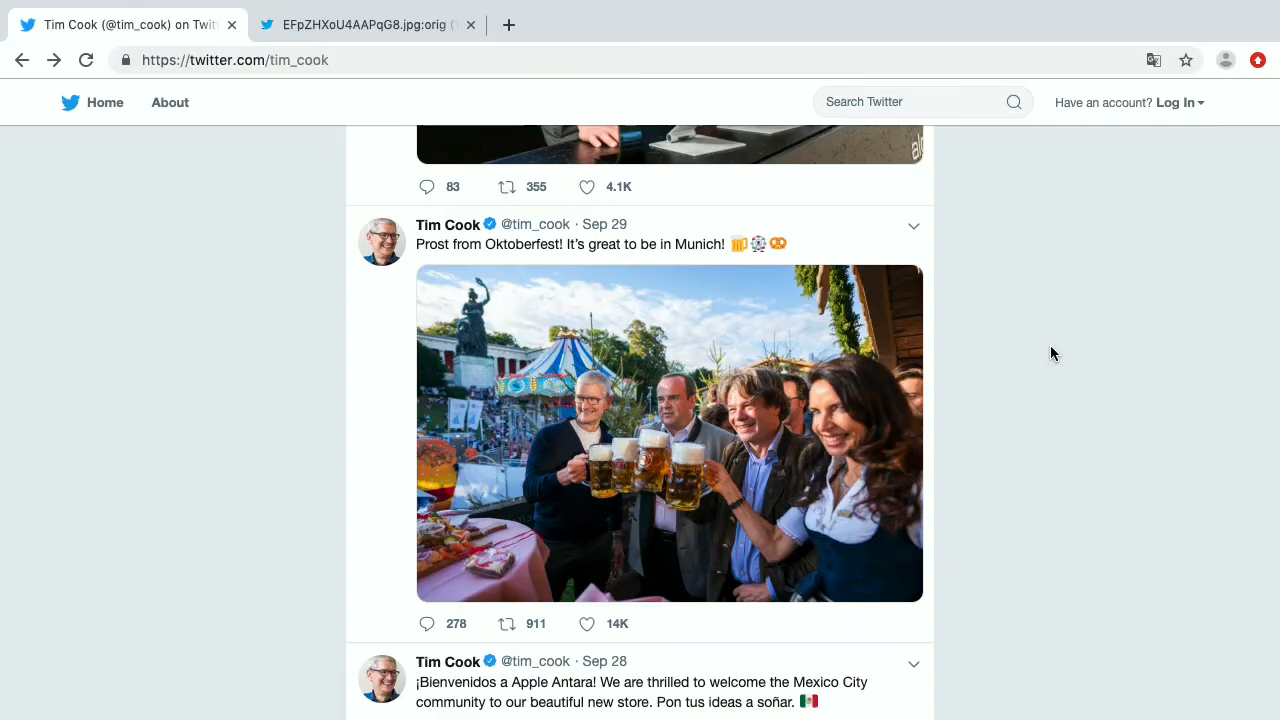 Tim Cook (@tim_cook) on Twit
EFpZHXoU4AAPqG8.jpg:orig (
https://twitter.com/tim_cook
Home
About
Search Twitter
Have an account? Log In
83
355
4.1K
Tim Cook @tim_cook · Sep 29
Prost from Oktoberfest! It’s great to be in Munich! 🍺🎡🥨
278
911
14K
Tim Cook @tim_cook · Sep 28
¡Bienvenidos a Apple Antara! We are thrilled to welcome the Mexico City
community to our beautiful new store. Pon tus ideas a soñar. 🇲🇽